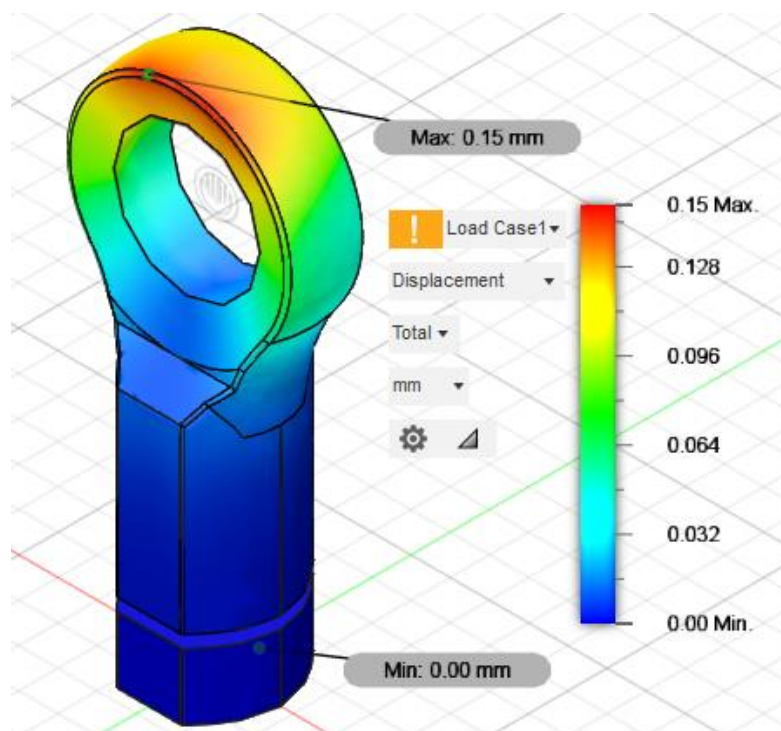 Max: 0.15 mm
Load Case1
Displacement
Total
mm
0.15 Max.
0.128
0.096
0.064
0.032
0.00 Min.
Min: 0.00 mm